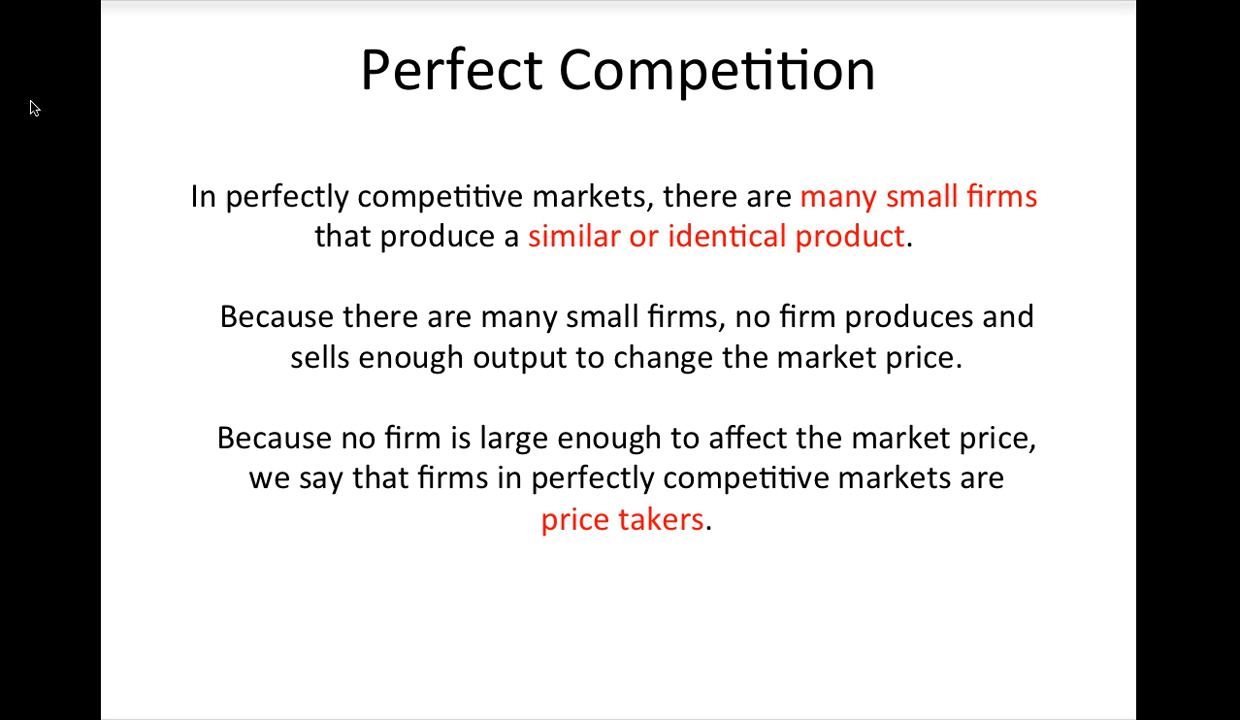 Perfect Competition
In perfectly competitive markets, there are many small firms
that produce a similar or identical product.
Because there are many small firms, no firm produces and
sells enough output to change the market price.
Because no firm is large enough to affect the market price,
we say that firms in perfectly competitive markets are
price takers.